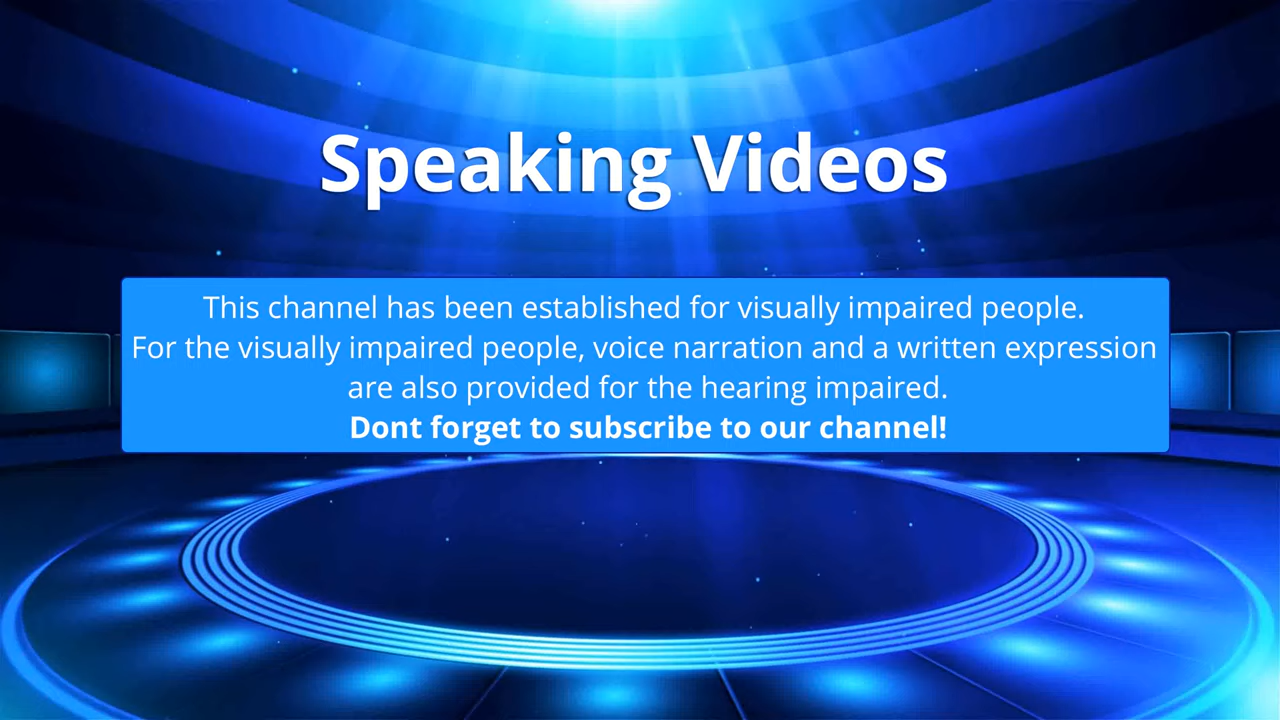 Speaking Videos
This channel has been established for visually impaired people.
For the visually impaired people, voice narration and a written expression
are also provided for the hearing impaired.
Dont forget to subscribe to our channel!